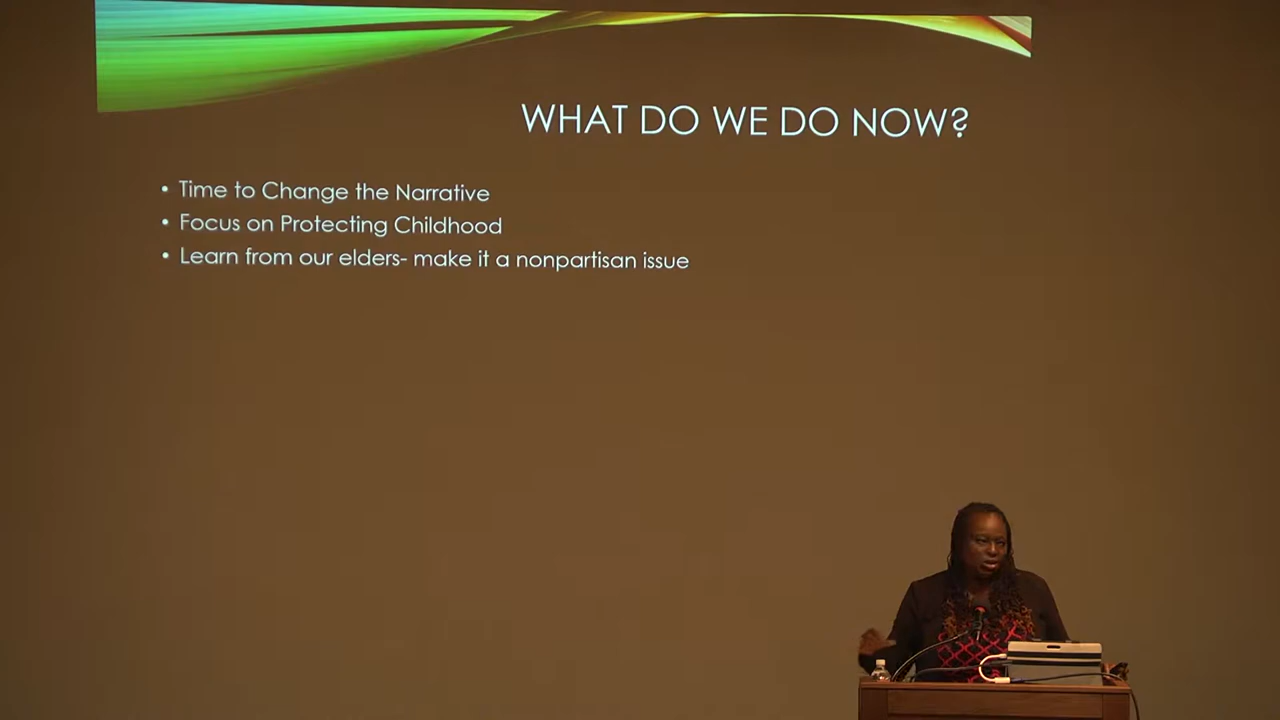 WHAT DO WE DO NOW?
• Time to Change the Narrative
• Focus on Protecting Childhood
• Learn from our elders- make it a nonpartisan issue